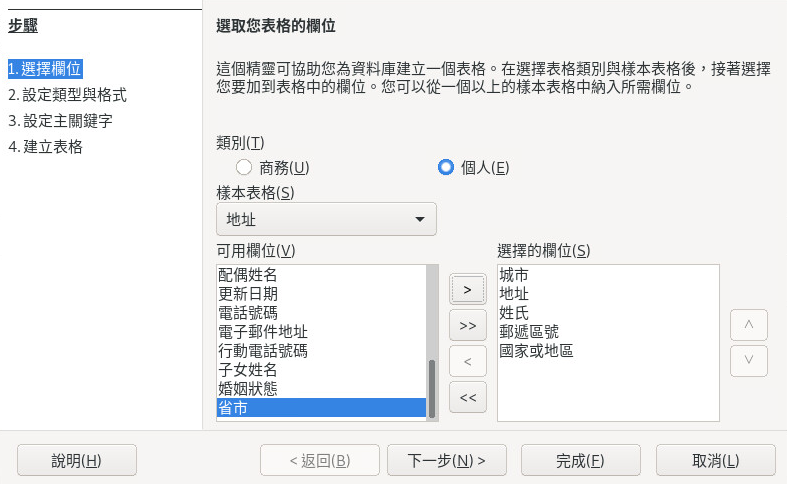 步驟
1.選擇欄位
2.設定類型與格式
3.設定主關鍵字
4.建立表格
選取您表格的欄位
這個精靈可協助您為資料庫建立一個表格。在選擇表格類別與樣本表格後，接著選擇
您要加到表格中的欄位。您可以從一個以上的樣本表格中納入所需欄位。
類別(T)
商務(U)
個人(E)
樣本表格(S)
地址
可用欄位(V)
配偶姓名
更新日期
電話號碼
電子郵件地址
行動電話號碼
子女姓名
婚姻狀態
省市
>
>>
<
<<
選擇的欄位(S)
城市
地址
姓氏
郵遞區號
國家或地區
說明(H)
< 返回(B)
下一步(N) >
完成(F)
取消(L)